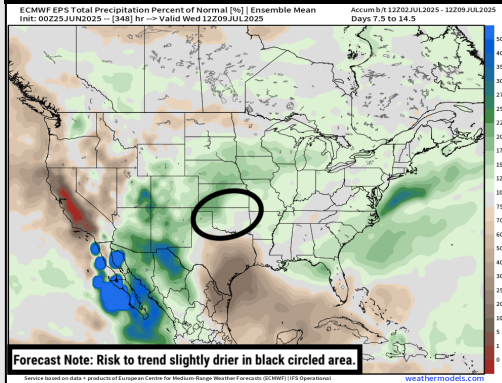 ECMWF EPS Total Precipitation Percent of Normal [%] | Ensemble Mean
Init: 00Z25JUN2025 -- [348] hr --> Valid Wed 12Z09JUL2025
Accum b/t 12Z02JUL2025 - 12Z09JUL2025
Days 7.5 to 14.5
Forecast Note: Risk to trend slightly drier in black circled area.
Service based on data + products of European Centre for Medium-Range Weather Forecasts (ECMWF) | IFS Operational
weathermodels.com